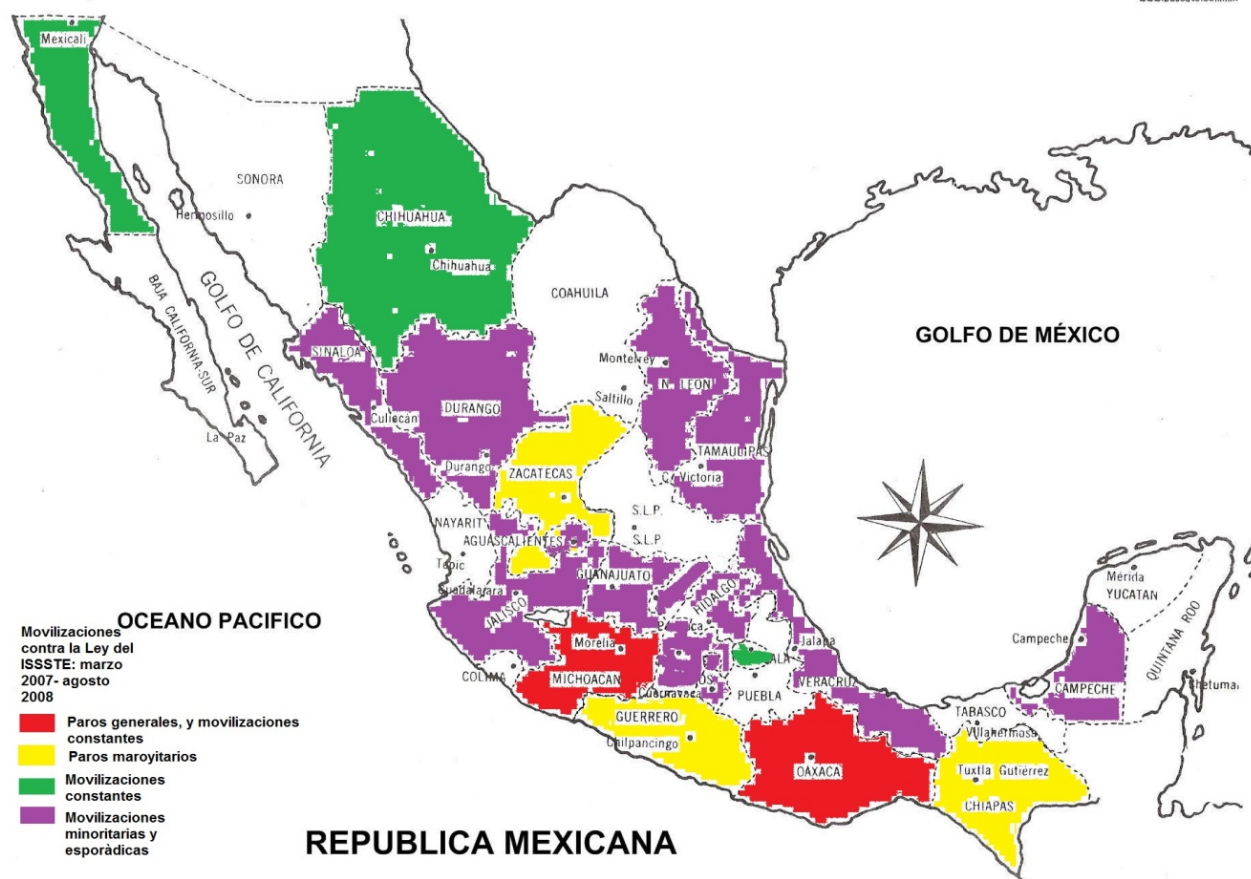 Mexicali
SONORA
Hermosillo
CHIHUAHUA
Chihuahua
COAHUILA
BAJA CALIFORNIA-SUR
GOLFO DE CALIFORNIA
GOLFO DE MÉXICO
SINALOA
Monterrey
N. LEON
Saltillo
Culiacán
DURANGO
La Paz
TAMAULIPAS
Durango
ZACATECAS
C. Victoria
NAYARIT
S.L.P.
AGUASCALIENTES
S.L.P.
Tepic
GUANAJUATO
Guadalarara
Mérida
YUCATAN
HIDALGO
JALISCO
QUINTANA ROO
OCEANO PACIFICO
Campeche
Morelia
Jalapa
ALA
COLIMA
MICHOACAN
Cuernavaca
OS
PUEBLA
VERACRUZ
CAMPECHE
Chetumal
GUERRERO
TABASCO
Chilpancingo
Villahermosa
OAXACA
Tuxtla Gutiérrez
CHIAPAS
Movilizaciones
contra la Ley del
ISSSTE: marzo
2007- agosto
2008
Paros generales, y movilizaciones
constantes
Paros maroyitarios
Movilizaciones
constantes
Movilizaciones
minoritarias y
esporàdicas
REPUBLICA MEXICANA